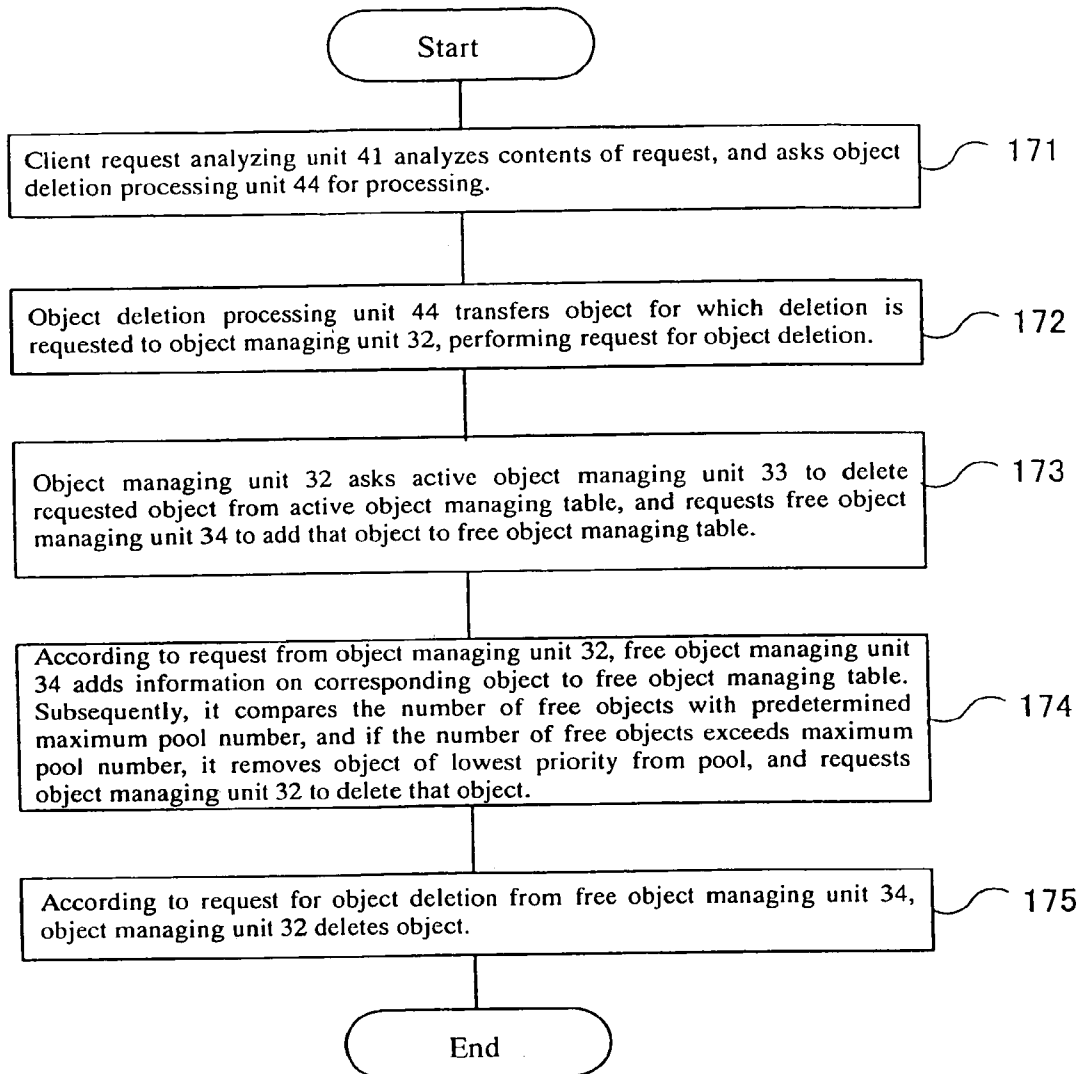 Start
Client request analyzing unit 41 analyzes contents of request, and asks object
deletion processing unit 44 for processing.
171
Object deletion processing unit 44 transfers object for which deletion is
requested to object managing unit 32, performing request for object deletion.
172
Object managing unit 32 asks active object managing unit 33 to delete
requested object from active object managing table, and requests free object
managing unit 34 to add that object to free object managing table.
173
According to request from object managing unit 32, free object managing unit
34 adds information on corresponding object to free object managing table.
Subsequently, it compares the number of free objects with predetermined
maximum pool number, and if the number of free objects exceeds maximum
pool number, it removes object of lowest priority from pool, and requests
object managing unit 32 to delete that object.
174
According to request for object deletion from free object managing unit 34,
object managing unit 32 deletes object.
175
End